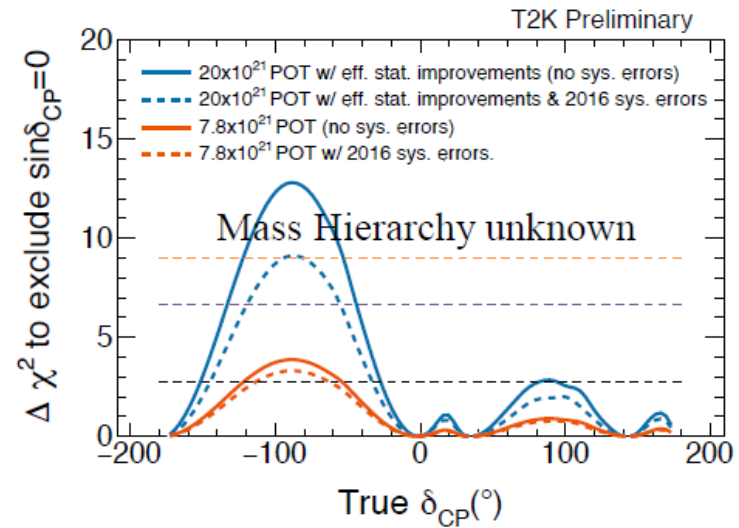 T2K Preliminary
20
20x10²¹ POT w/ eff. stat. improvements (no sys. errors)
20x10²¹ POT w/ eff. stat. improvements & 2016 sys. errors
7.8x10²¹ POT (no sys. errors)
7.8x10²¹ POT w/ 2016 sys. errors.
15
Mass Hierarchy unknown
10
5
0
Δ χ² to exclude sinδCP=0
−200 −100 0 100 200
True δCP(°)